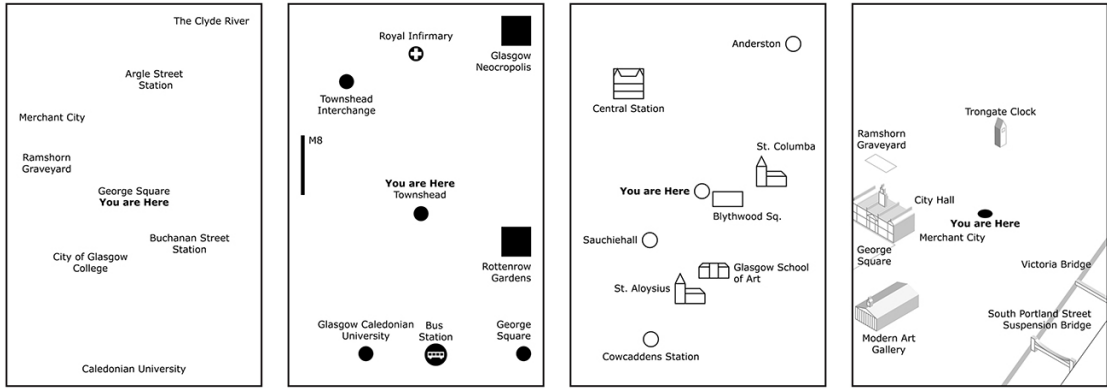 The Clyde River
Argle Street
Station
Merchant City
Ramshorn
Graveyard
George Square
You are Here
Buchanan Street
Station
City of Glasgow
College
Caledonian University
Royal Infirmary
Glasgow
Neocropolis
Townshead
Interchange
M8
You are Here
Townshead
Rottenrow
Gardens
Glasgow Caledonian
University
Bus
Station
George
Square
Anderston
Central Station
St. Columba
You are Here
Blythwood Sq.
Sauchiehall
Glasgow School
of Art
St. Aloysius
Cowcaddens Station
Trongate Clock
Ramshorn
Graveyard
City Hall
You are Here
Merchant City
George
Square
Victoria Bridge
South Portland Street
Suspension Bridge
Modern Art
Gallery